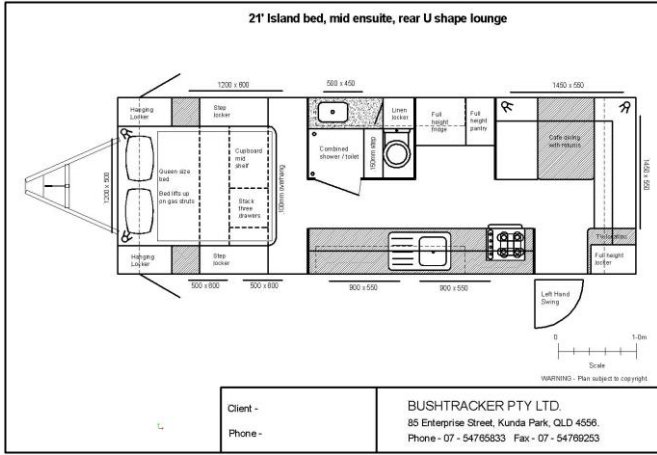 21' Island bed, mid ensuite, rear U shape lounge
1200 x 600
500 x 450
1450 x 550
Hanging
Locker
Step
locker
Linen
locker
Full
height
fridge
Full
height
pantry
Cafe dining
with returns
Combined
shower / toilet
150mm step
Queen size
bed
Bed lifts up
on gas struts
Cupboard
mid
shelf
Stack
three
drawers
100mm overhang
1200 x 500
1450 x 550
Hanging
Locker
Step
locker
TV location
Full height
locker
500 x 600
500 x 600
900 x 550
900 x 550
Left Hand
Swing
0
1-0m
Scale
WARNING - Plan subject to copyright
Client -
Phone -
BUSHTRACKER PTY LTD.
85 Enterprise Street, Kunda Park, QLD 4556.
Phone - 07 - 54765833 Fax - 07 - 54769253